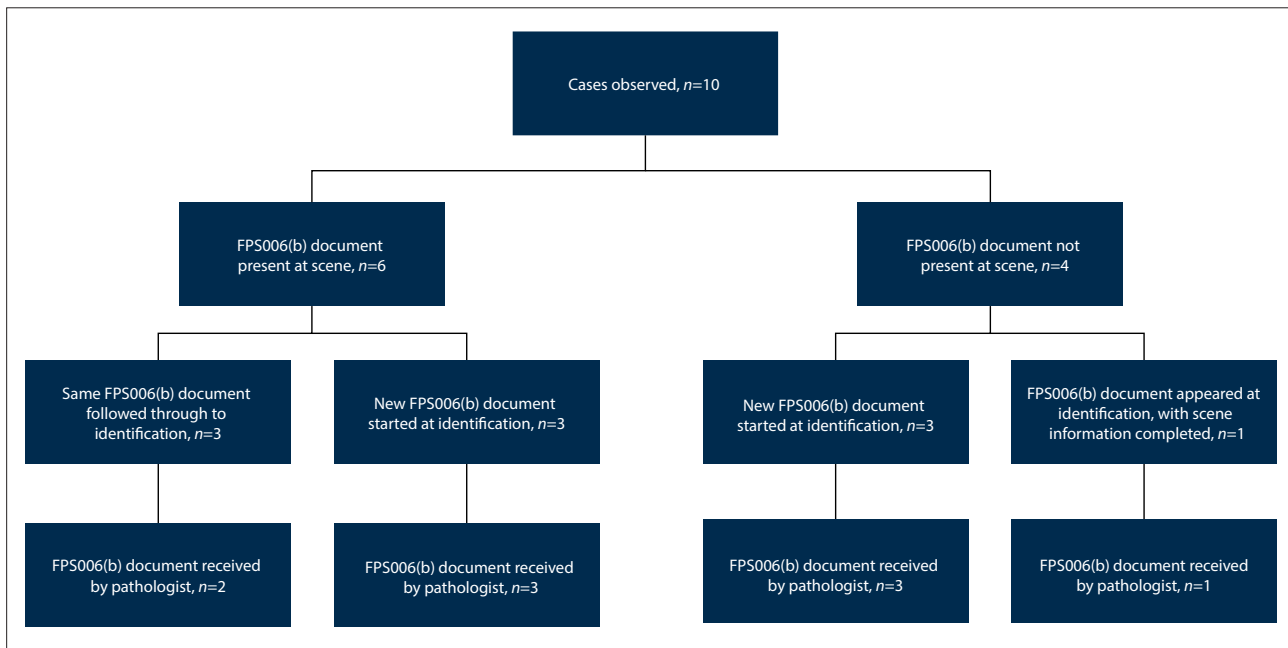 Cases observed, n=10
FPS006(b) document
present at scene, n=6
FPS006(b) document not
present at scene, n=4
Same FPS006(b) document
followed through to
identification, n=3
New FPS006(b) document
started at identification, n=3
New FPS006(b) document
started at identification, n=3
FPS006(b) document appeared at
identification, with scene
information completed, n=1
FPS006(b) document received
by pathologist, n=2
FPS006(b) document received
by pathologist, n=3
FPS006(b) document received
by pathologist, n=3
FPS006(b) document received
by pathologist, n=1